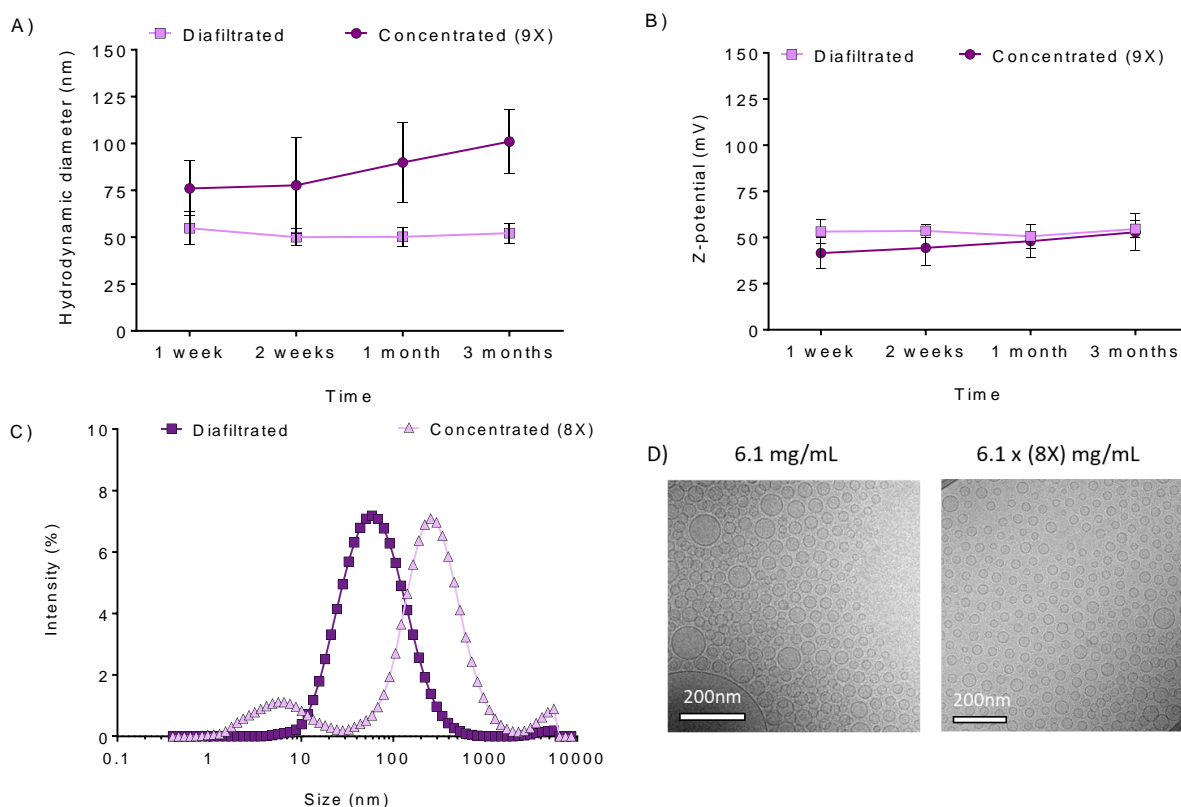 A)
Diafiltrated Concentrated (9X)
150
125
100
75
50
25
0
Hydrodynamic diameter (nm)
1 week 2 weeks 1 month 3 months
Time
B)
Diafiltrated Concentrated (9X)
150
125
100
75
50
25
0
Z-potential (mV)
1 week 2 weeks 1 month 3 months
Time
C)
Diafiltrated Concentrated (8X)
10
8
6
4
2
0
Intensity (%)
0.1 1 10 100 1000 10000
Size (nm)
D)
6.1 mg/mL 6.1 x (8X) mg/mL
200nm 200nm